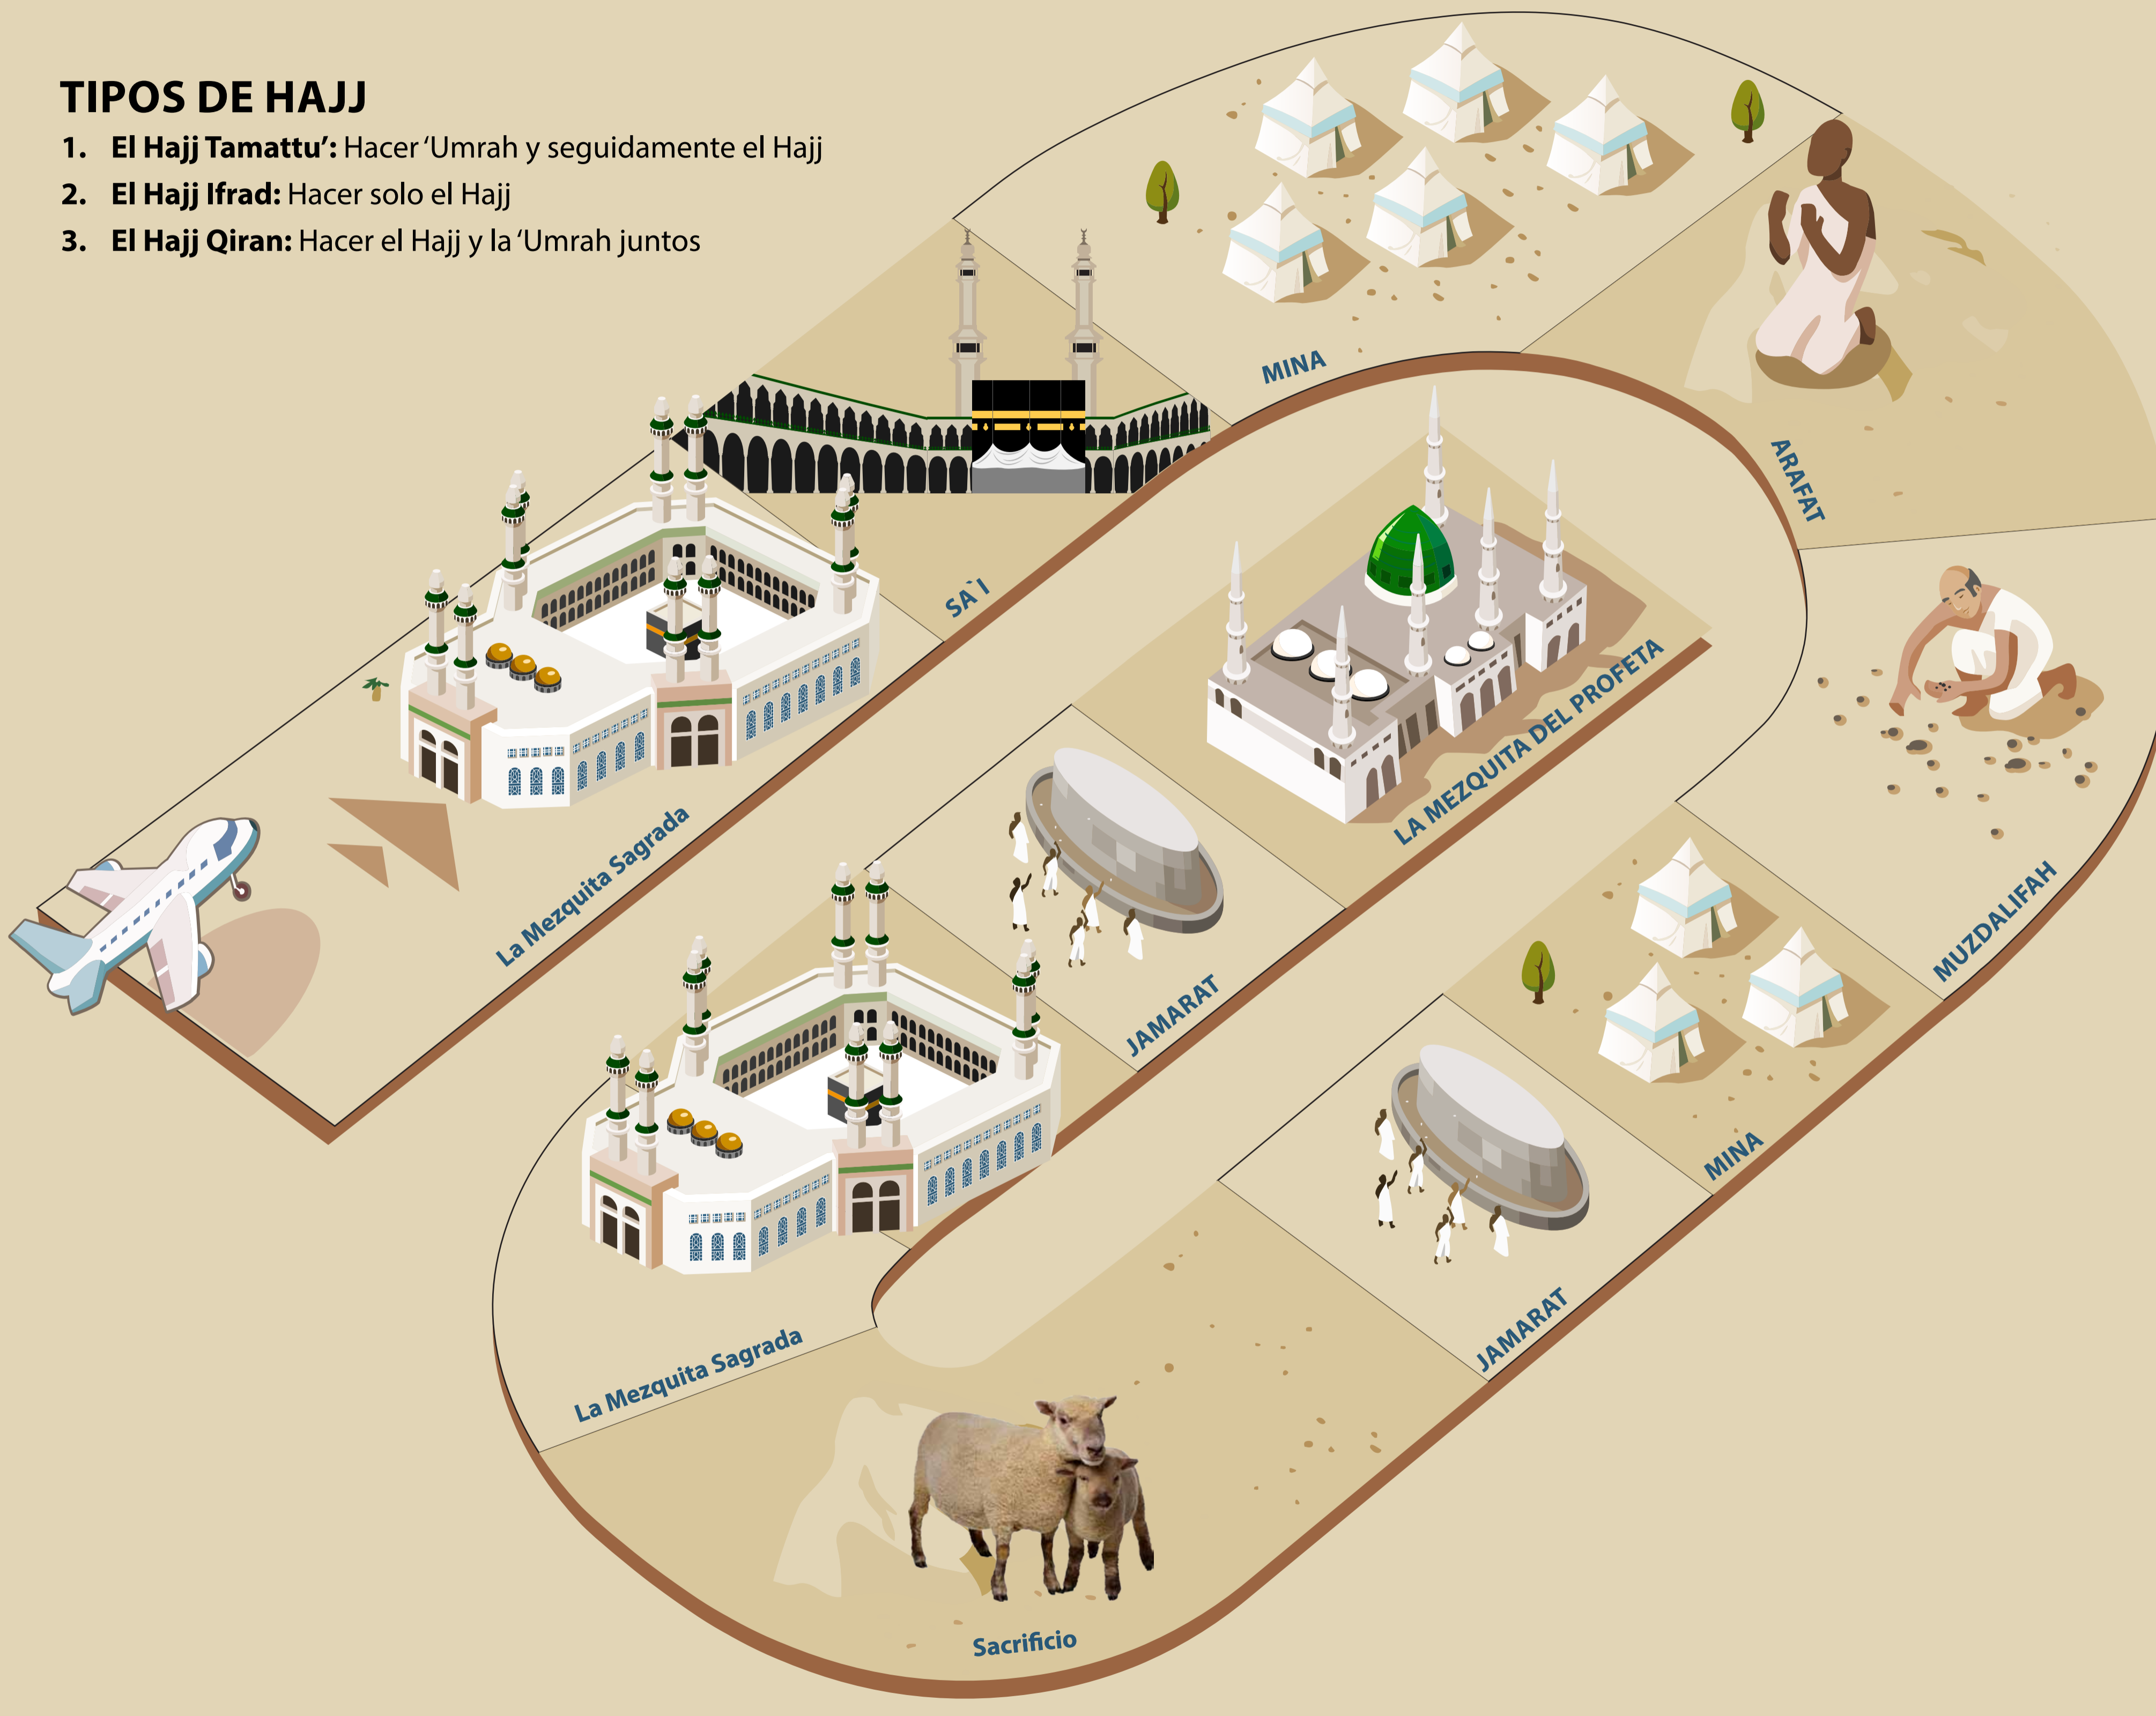 TIPOS DE HAJJ
1. El Hajj Tamattu’: Hacer ‘Umrah y seguidamente el Hajj
2. El Hajj Ifrad: Hacer solo el Hajj
3. El Hajj Qiran: Hacer el Hajj y la ‘Umrah juntos
La Mezquita Sagrada
SA`I
MINA
ARAFAT
MUZDALIFAH
MINA
JAMARAT
Sacrificio
La Mezquita Sagrada
JAMARAT
LA MEZQUITA DEL PROFETA